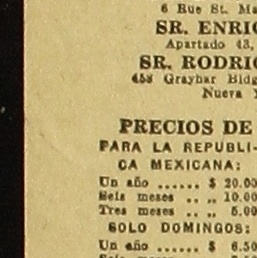 6 Rue St. Ma
SR. ENRIC
Apartado 43,
SR. RODRIG
458 Graybar Bldg
Nueva Y
PRECIOS DE
PARA LA REPUBLI-
CA MEXICANA:
Un año ...... $ 20.00
Seis meses .. „ 10.00
Tres meses .. „ 5.00
SOLO DOMINGOS:
Un año ...... $ 6.50